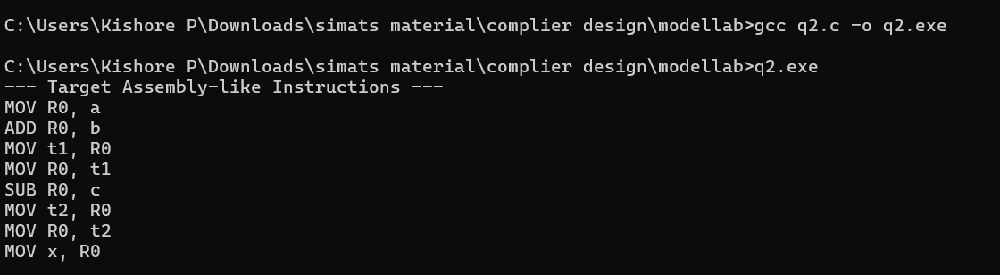 C:\Users\Kishore P\Downloads\simats material\complier design\modellab>gcc q2.c -o q2.exe
C:\Users\Kishore P\Downloads\simats material\complier design\modellab>q2.exe
--- Target Assembly-like Instructions ---
MOV R0, a
ADD R0, b
MOV t1, R0
MOV R0, t1
SUB R0, c
MOV t2, R0
MOV R0, t2
MOV x, R0